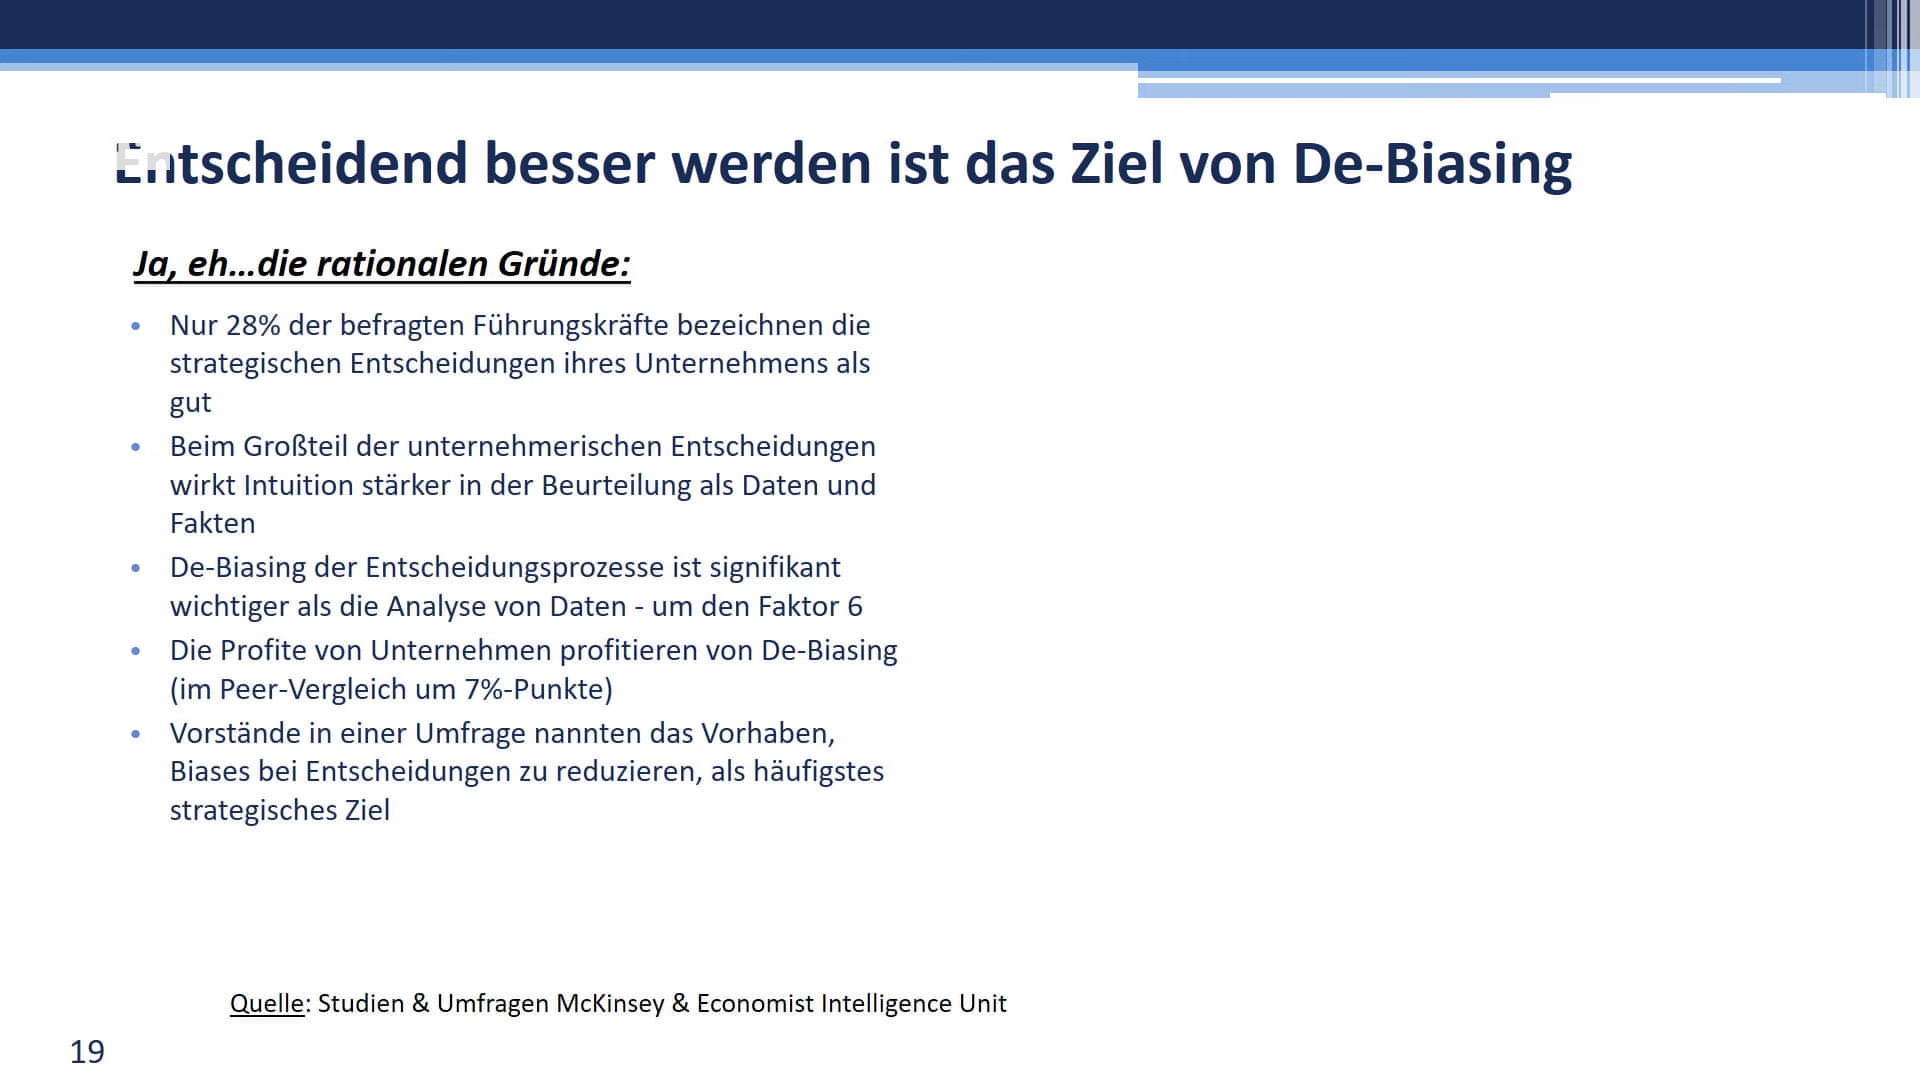 Entscheidend besser werden ist das Ziel von De-Biasing
Ja, eh...die rationalen Gründe:
• Nur 28% der befragten Führungskräfte bezeichnen die
strategischen Entscheidungen ihres Unternehmens als
gut
• Beim Großteil der unternehmerischen Entscheidungen
wirkt Intuition stärker in der Beurteilung als Daten und
Fakten
• De-Biasing der Entscheidungsprozesse ist signifikant
wichtiger als die Analyse von Daten - um den Faktor 6
• Die Profite von Unternehmen profitieren von De-Biasing
(im Peer-Vergleich um 7%-Punkte)
• Vorstände in einer Umfrage nannten das Vorhaben,
Biases bei Entscheidungen zu reduzieren, als häufigstes
strategisches Ziel
Quelle: Studien & Umfragen McKinsey & Economist Intelligence Unit
19